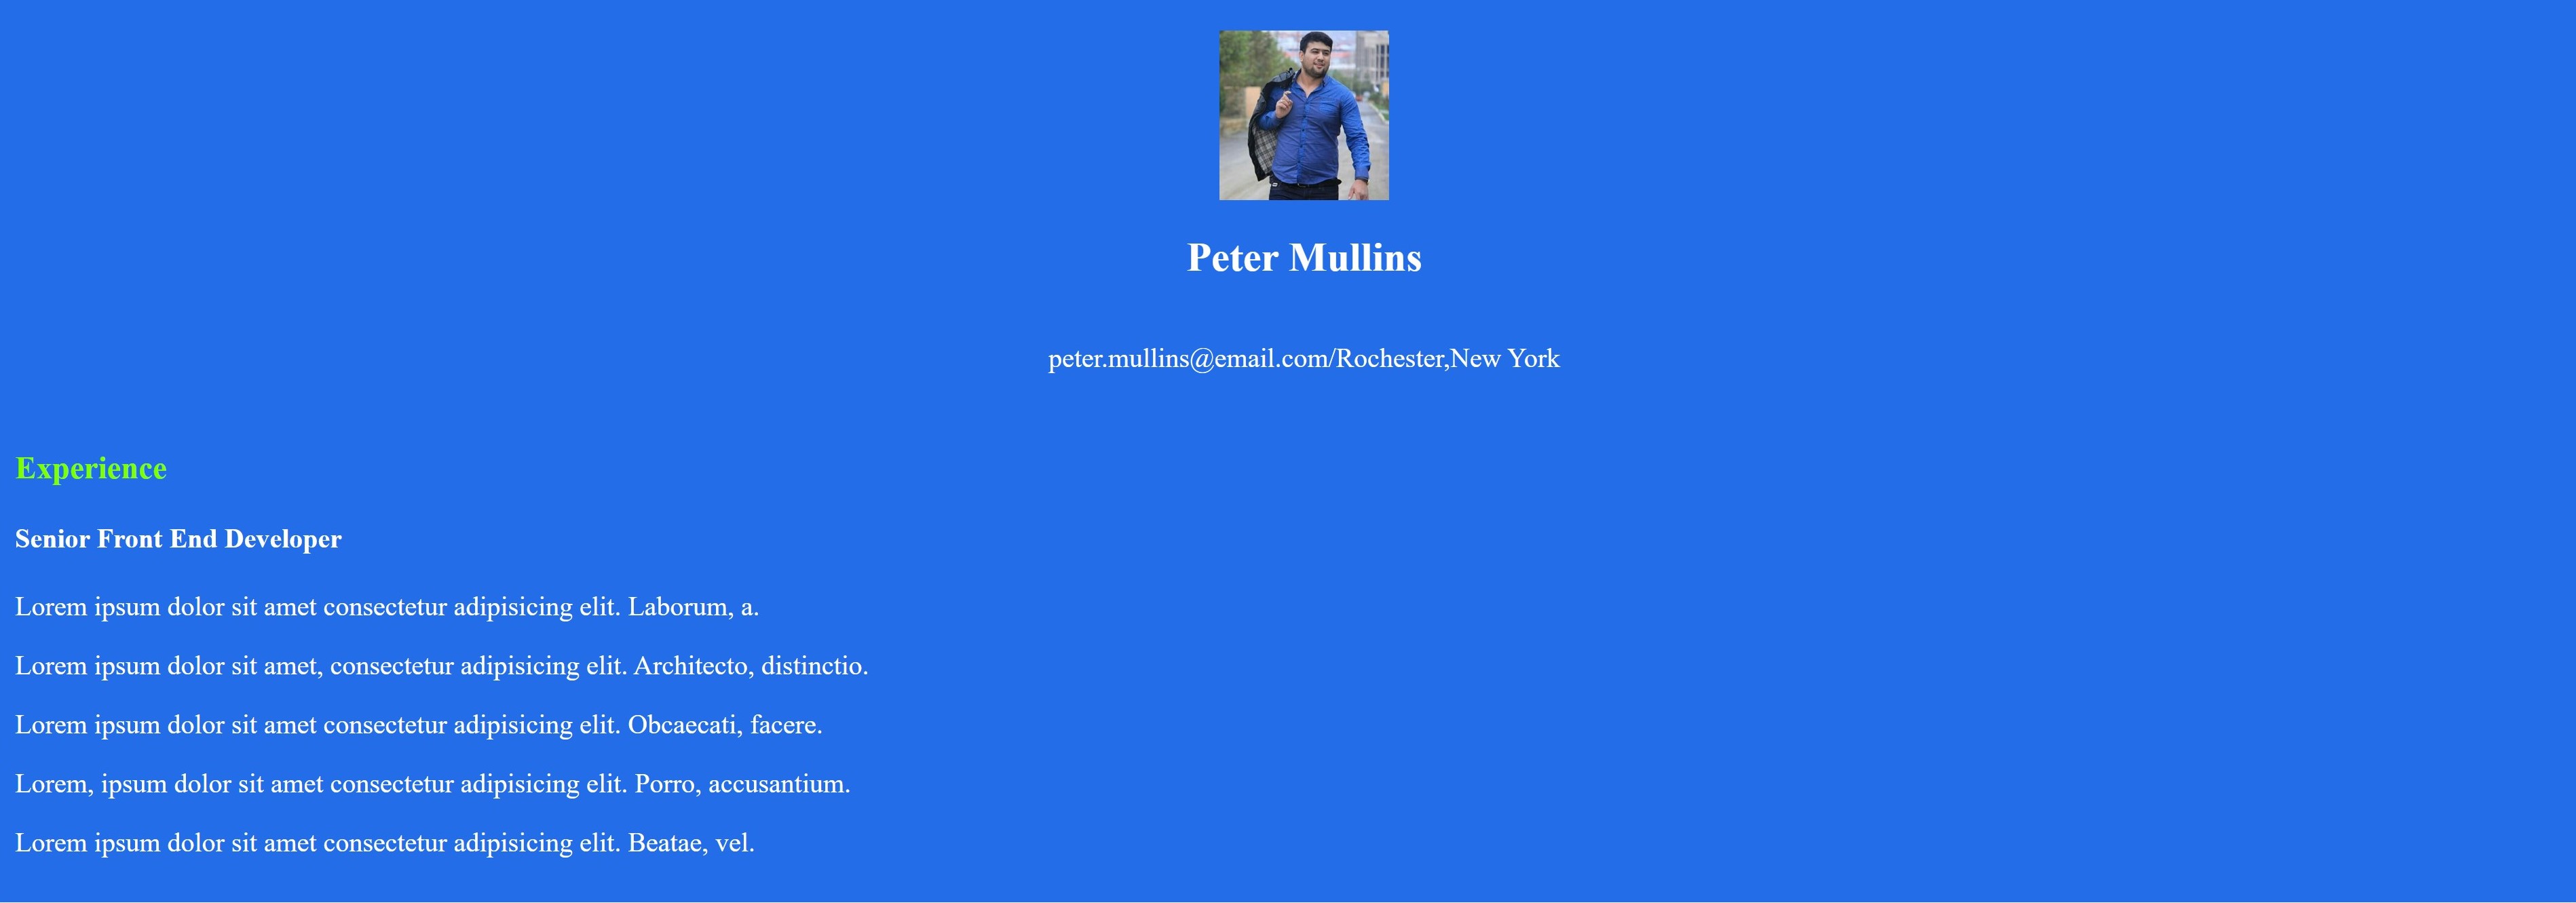 Peter Mullins
peter.mullins@email.com/Rochester,New York
Experience
Senior Front End Developer
Lorem ipsum dolor sit amet consectetur adipisicing elit. Laborum, a.
Lorem ipsum dolor sit amet, consectetur adipisicing elit. Architecto, distinctio.
Lorem ipsum dolor sit amet consectetur adipisicing elit. Obcaecati, facere.
Lorem, ipsum dolor sit amet consectetur adipisicing elit. Porro, accusantium.
Lorem ipsum dolor sit amet consectetur adipisicing elit. Beatae, vel.